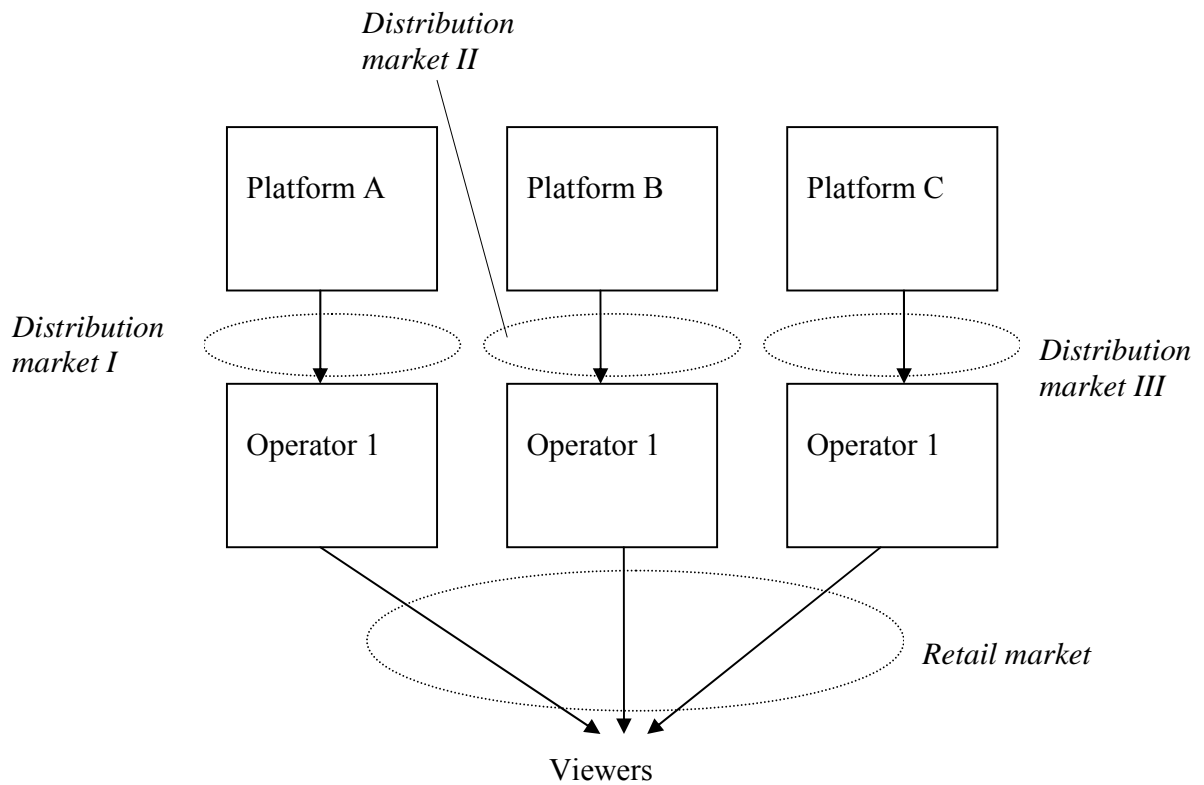 Distribution
market II
Platform A
Platform B
Platform C
Distribution
market I
Distribution
market III
Operator 1
Operator 1
Operator 1
Retail market
Viewers